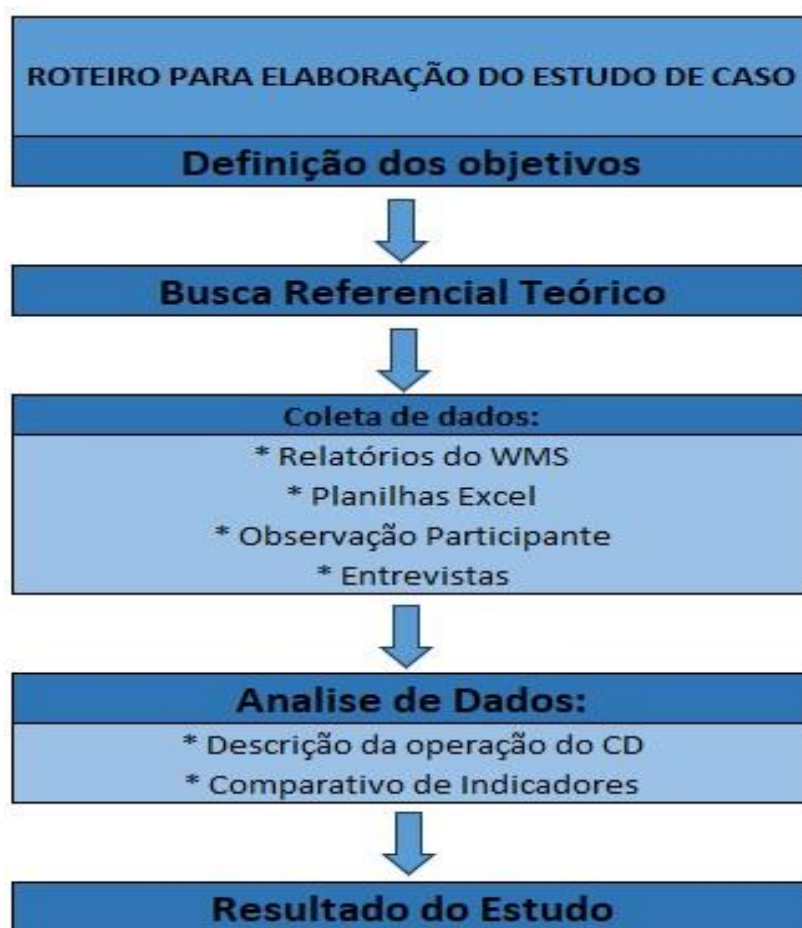 ROTEIRO PARA ELABORAÇÃO DO ESTUDO DE CASO
Definição dos objetivos
Busca Referencial Teórico
Coleta de dados:
* Relatórios do WMS
* Planilhas Excel
* Observação Participante
* Entrevistas
Analise de Dados:
* Descrição da operação do CD
* Comparativo de Indicadores
Resultado do Estudo